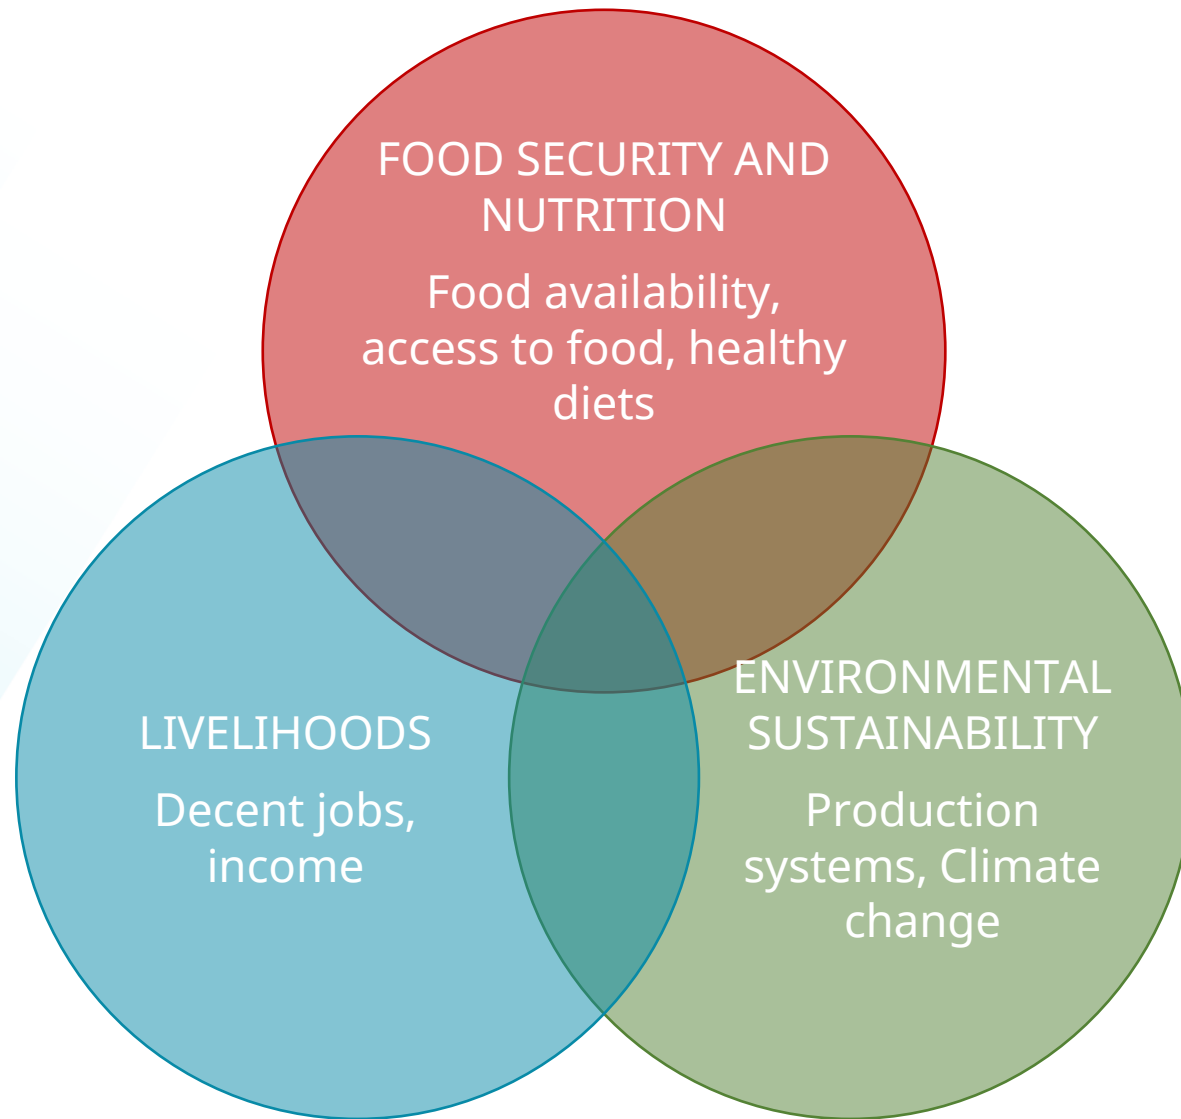 FOOD SECURITY AND
NUTRITION
Food availability,
access to food, healthy
diets
LIVELIHOODS
Decent jobs,
income
ENVIRONMENTAL
SUSTAINABILITY
Production
systems, Climate
change